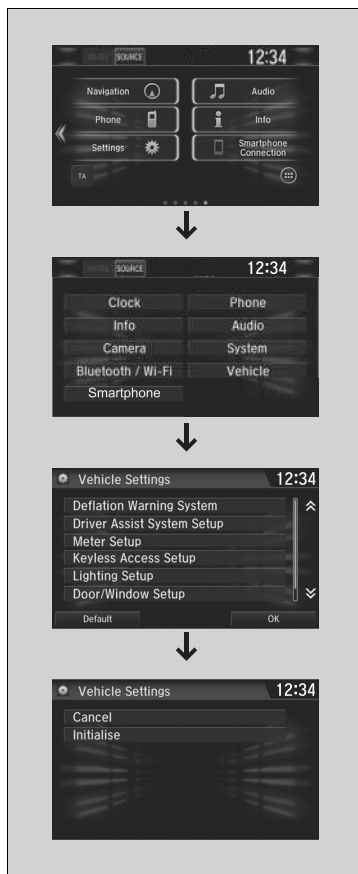 SOURCE 12:34
Navigation Audio
Phone Info
Settings Smartphone Connection
TA
SOURCE 12:34
Clock Phone
Info Audio
Camera System
Bluetooth / Wi-Fi Vehicle
Smartphone
Vehicle Settings 12:34
Deflation Warning System
Driver Assist System Setup
Meter Setup
Keyless Access Setup
Lighting Setup
Door/Window Setup
Default OK
Vehicle Settings 12:34
Cancel
Initialise